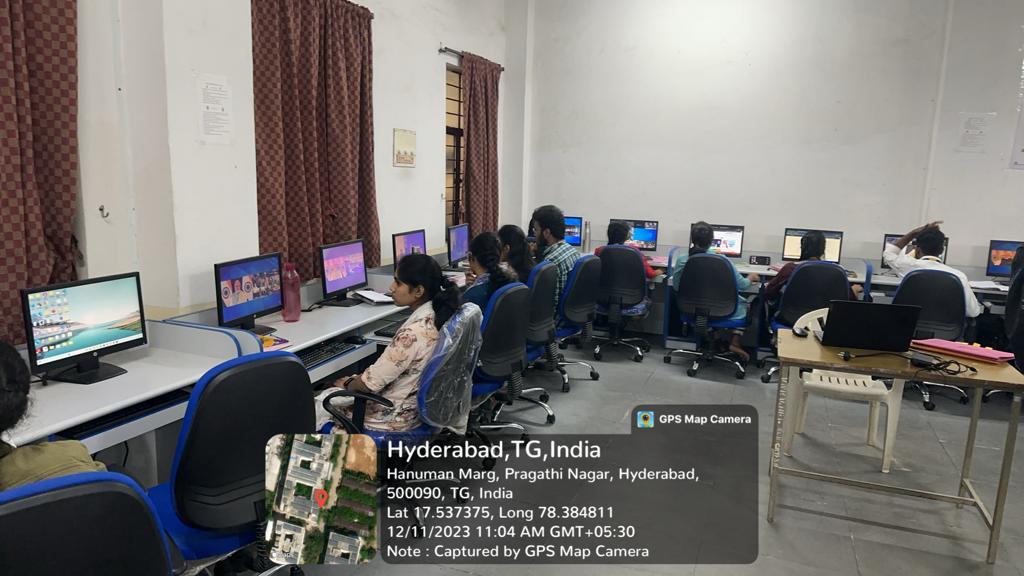 GPS Map Camera
Hyderabad,TG,India
Hanuman Marg, Pragathi Nagar, Hyderabad,
500090, TG, India
Lat 17.537375, Long 78.384811
12/11/2023 11:04 AM GMT+05:30
Note : Captured by GPS Map Camera